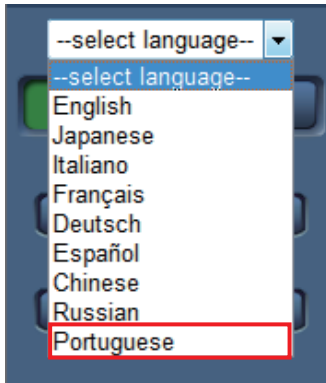 --select language--
--select language--
English
Japanese
Italiano
Français
Deutsch
Español
Chinese
Russian
Portuguese